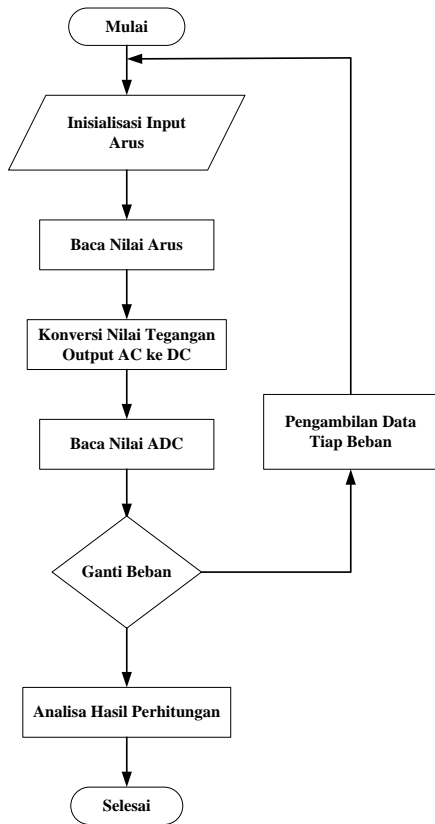 Mulai
Inisialisasi Input
Arus
Baca Nilai Arus
Konversi Nilai Tegangan
Output AC ke DC
Baca Nilai ADC
Pengambilan Data
Tiap Beban
Ganti Beban
Analisa Hasil Perhitungan
Selesai